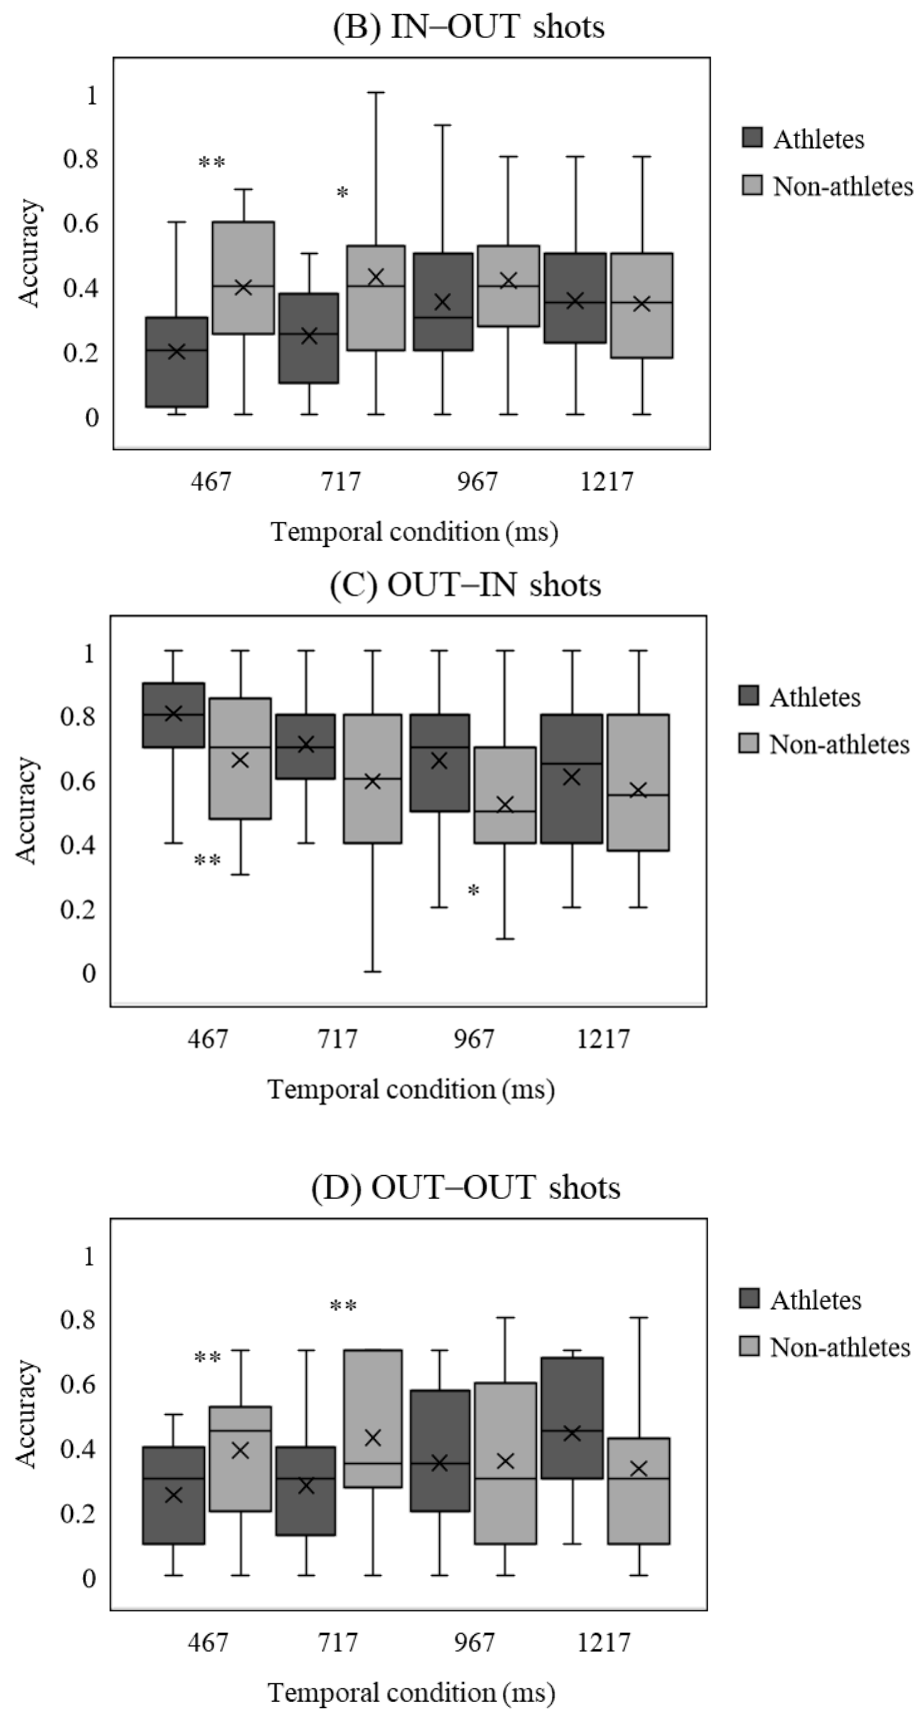 (B) IN–OUT shots
1
0.8
0.6
0.4
0.2
0
Accuracy
**
*
Athletes
Non-athletes
467 717 967 1217
Temporal condition (ms)
(C) OUT–IN shots
1
0.8
0.6
0.4
0.2
0
Accuracy
**
*
Athletes
Non-athletes
467 717 967 1217
Temporal condition (ms)
(D) OUT–OUT shots
1
0.8
0.6
0.4
0.2
0
Accuracy
**
**
Athletes
Non-athletes
467 717 967 1217
Temporal condition (ms)